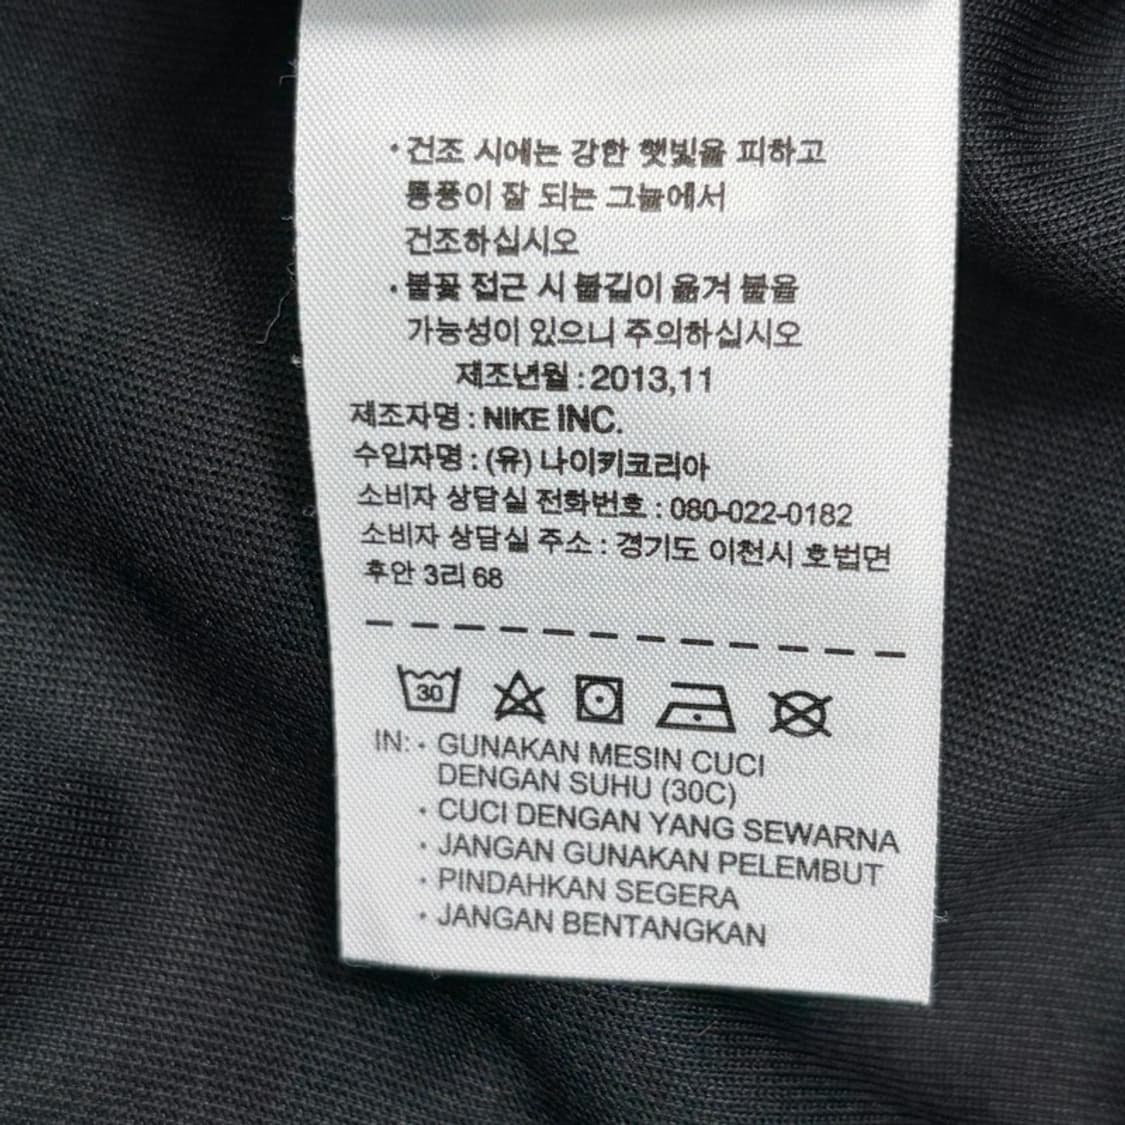 · 건조 시에는 강한 햇빛을 피하고
통풍이 잘 되는 그늘에서
건조하십시오
· 불꽃 접근 시 불길이 옮겨 붙을
가능성이 있으니 주의하십시오
제조년월 : 2013,11
제조자명 : NIKE INC.
수입자명 : (유) 나이키코리아
소비자 상담실 전화번호 : 080-022-0182
소비자 상담실 주소 : 경기도 이천시 호법면
후안 3리 68
30
IN: · GUNAKAN MESIN CUCI
DENGAN SUHU (30C)
· CUCI DENGAN YANG SEWARNA
· JANGAN GUNAKAN PELEMBUT
· PINDAHKAN SEGERA
· JANGAN BENTANGKAN